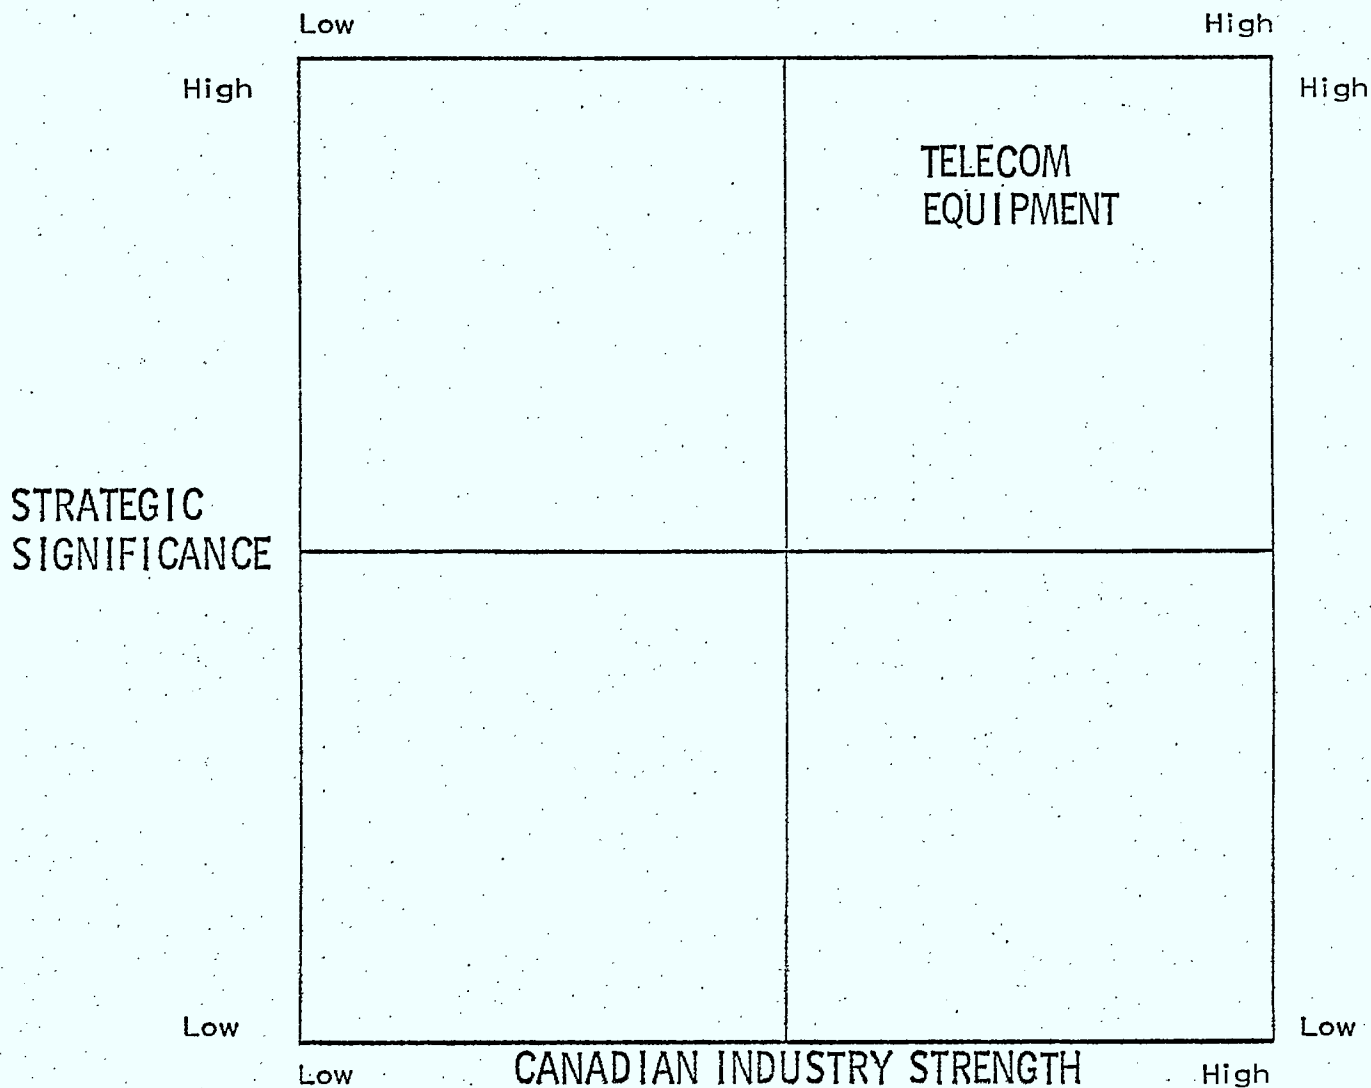 Low High
High High
TELECOM
EQUIPMENT
STRATEGIC
SIGNIFICANCE
Low Low
Low CANADIAN INDUSTRY STRENGTH High